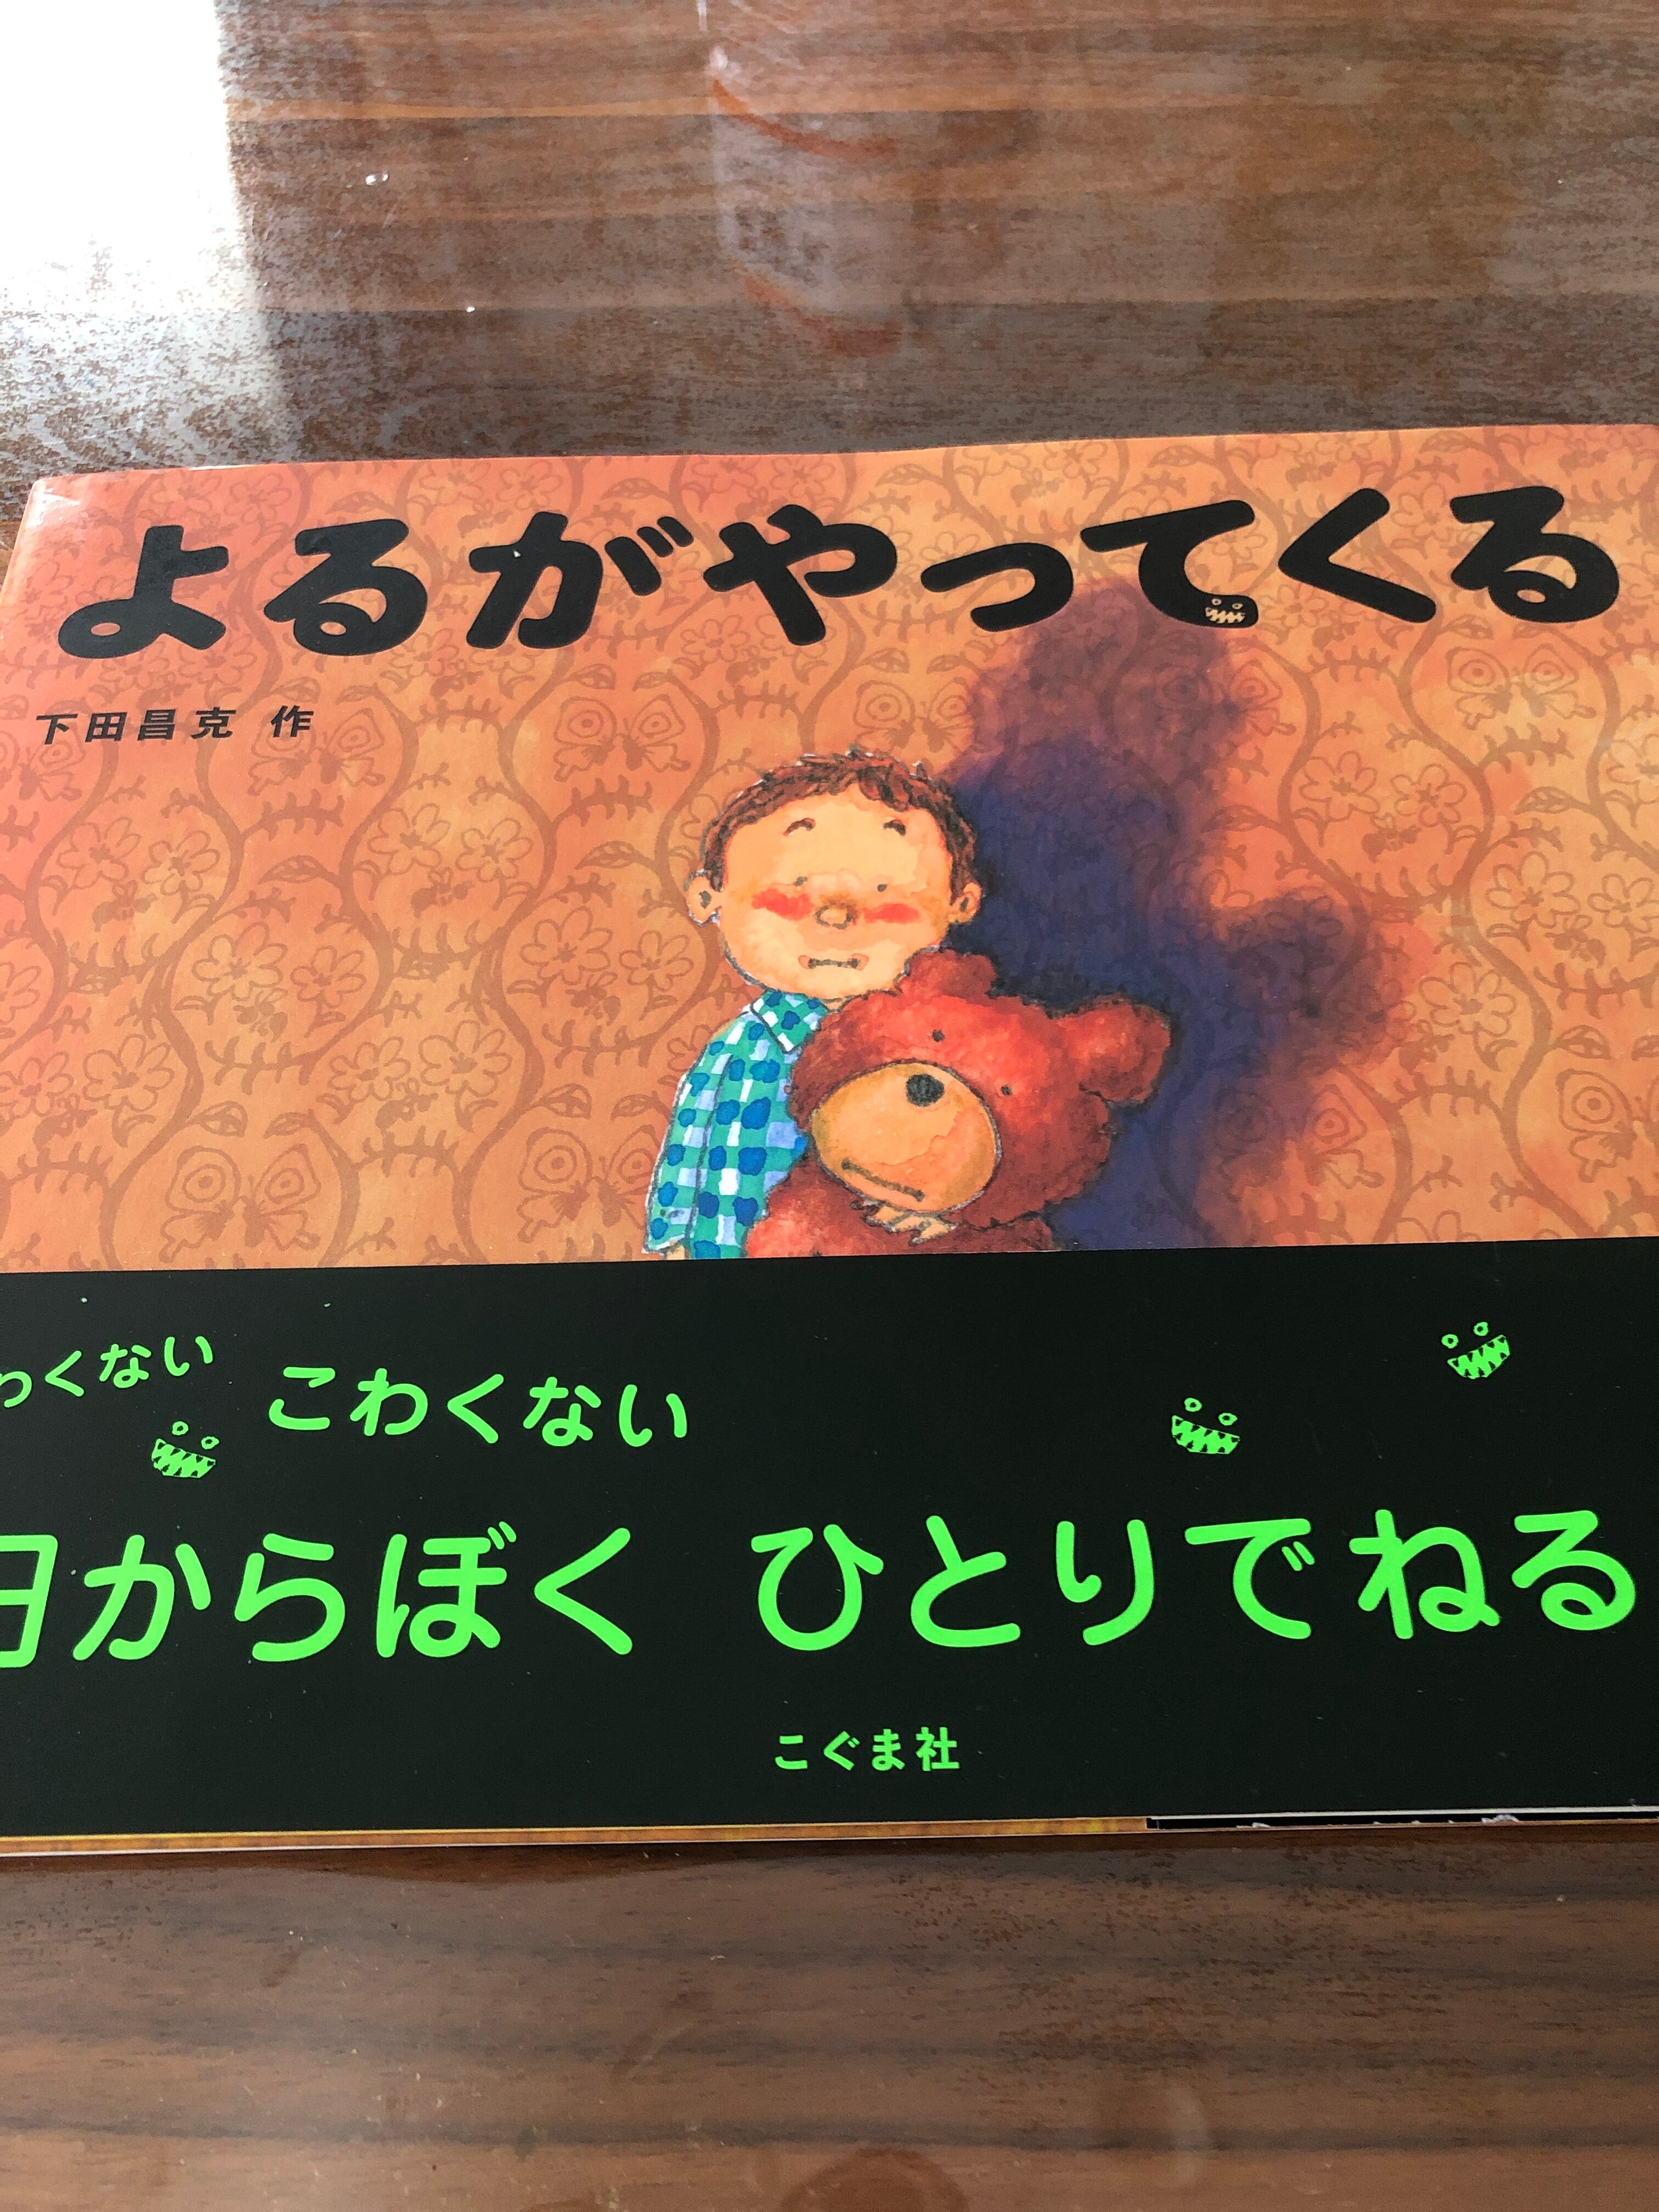 よるがやってくる
下田昌克 作
わくない こわくない
日からぼく ひとりでねる
こぐま社